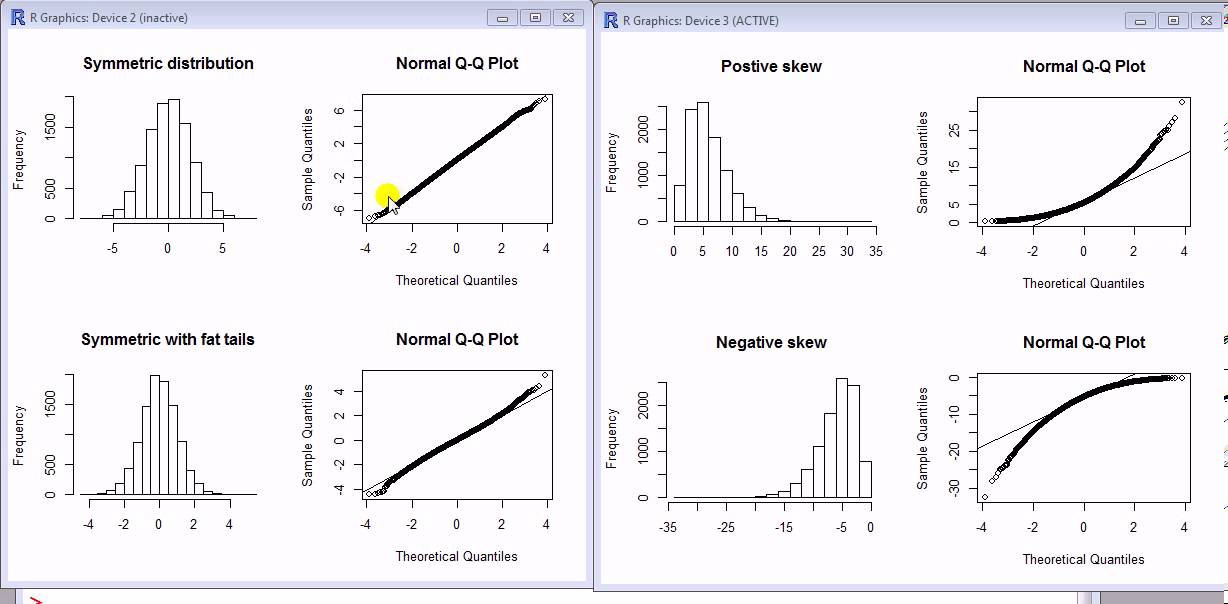 R Graphics: Device 2 (inactive)
Symmetric distribution
Normal Q-Q Plot
Frequency
0 500 1500
-5 0 5
Sample Quantiles
-6 -2 2 6
-4 -2 0 2 4
Theoretical Quantiles
Symmetric with fat tails
Normal Q-Q Plot
Frequency
0 500 1500
-4 -2 0 2 4
Sample Quantiles
-4 -2 0 2 4
-4 -2 0 2 4
Theoretical Quantiles
R Graphics: Device 3 (ACTIVE)
Postive skew
Normal Q-Q Plot
Frequency
0 1000 2000
0 5 10 15 20 25 30 35
Sample Quantiles
0 5 15 25
-4 -2 0 2 4
Theoretical Quantiles
Negative skew
Normal Q-Q Plot
Frequency
0 1000 2000
-35 -25 -15 -5 0
Sample Quantiles
-30 -20 -10 0
-4 -2 0 2 4
Theoretical Quantiles